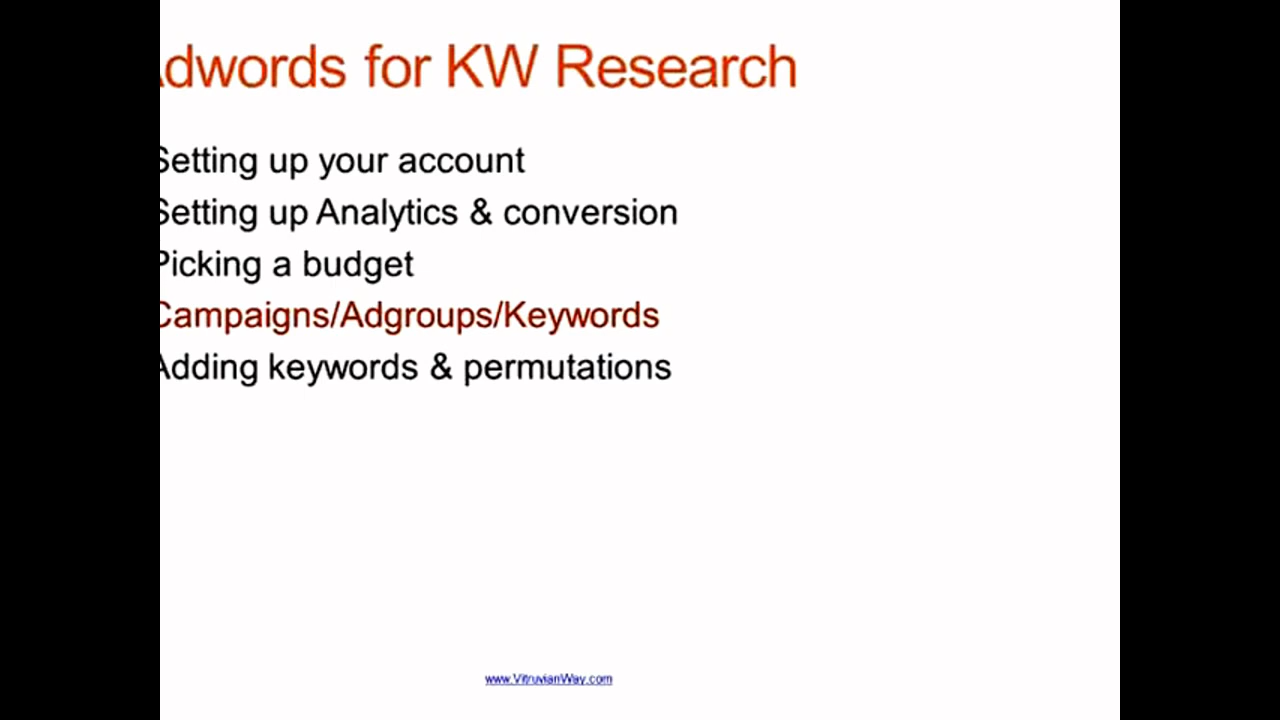 Adwords for KW Research
Setting up your account
Setting up Analytics & conversion
Picking a budget
Campaigns/Adgroups/Keywords
Adding keywords & permutations
www.VitruvianWay.com